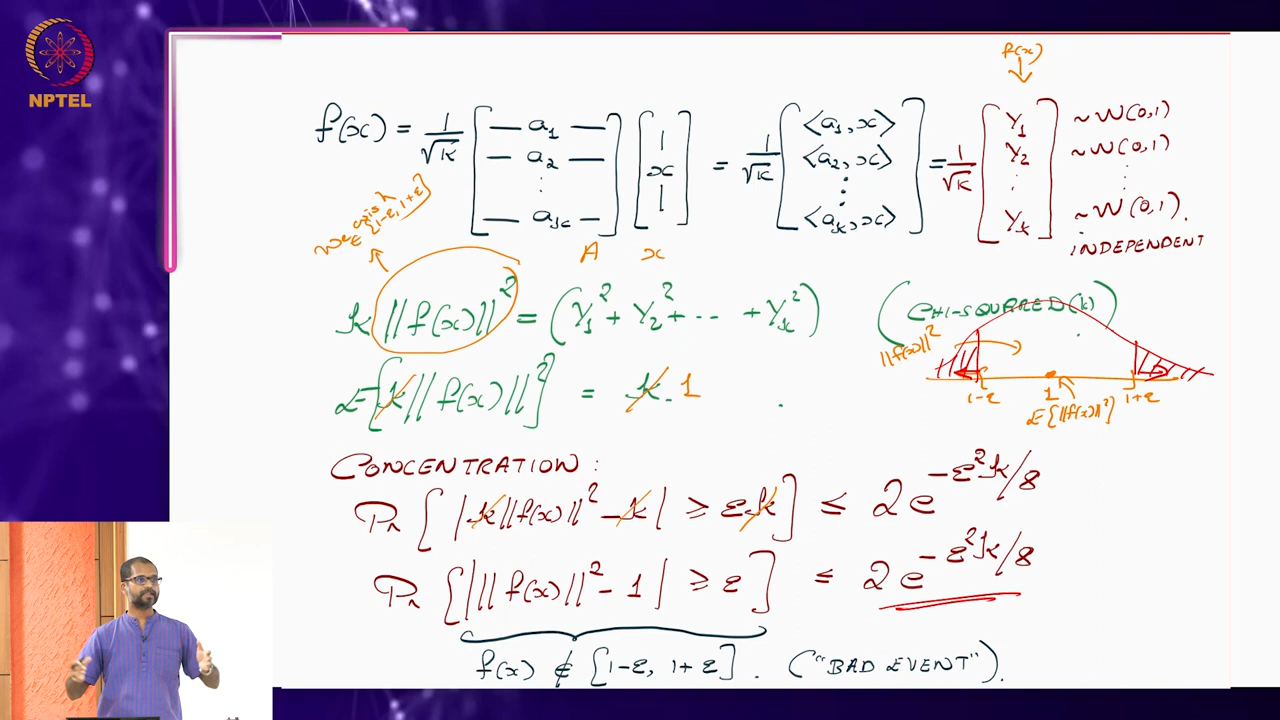 NPTEL
f(x)
f(x) = 1/√k [— a₁ — — a₂ — ⋮ — aₖ —] [| x |] = 1/√k [<a₁, x> <a₂, x> ⋮ <aₖ, x>] = 1/√k [Y₁ Y₂ ⋮ Yₖ] ~N(0,1) ~N(0,1) ⋮ ~N(0,1).
INDEPENDENT
A x
∈ [1-ε, 1+ε]
k ||f(x)||² = (Y₁² + Y₂² + -- + Yₖ²) (CHI-SQUARED(k))
||f(x)||²
E[k ||f(x)||²] = k. 1
1-ε 1 1+ε
E[||f(x)||²]
CONCENTRATION:
Pr { |k||f(x)||² - k| ≥ εk } ≤ 2e^{-ε²k/8}
Pr { | ||f(x)||² - 1 | ≥ ε } ≤ 2e^{-ε²k/8}
f(x) ∉ [1-ε, 1+ε]. ("BAD EVENT").